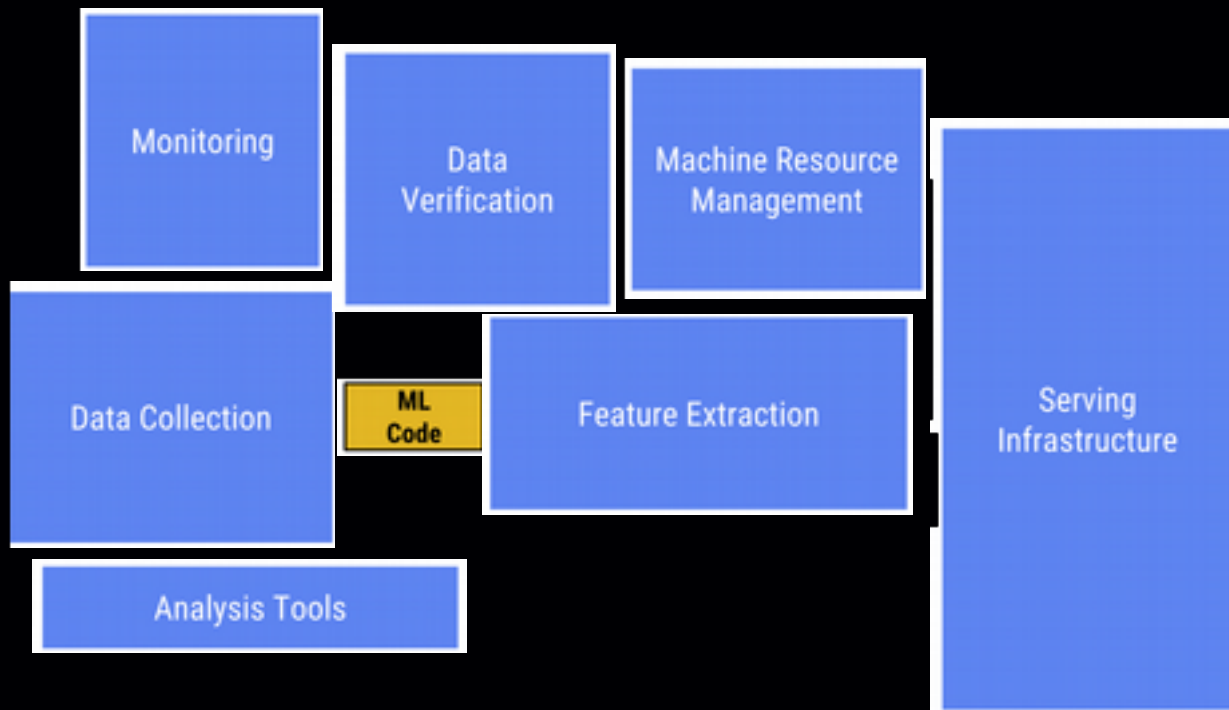 Monitoring
Data
Verification
Machine Resource
Management
Data Collection
ML
Code
Feature Extraction
Serving
Infrastructure
Analysis Tools